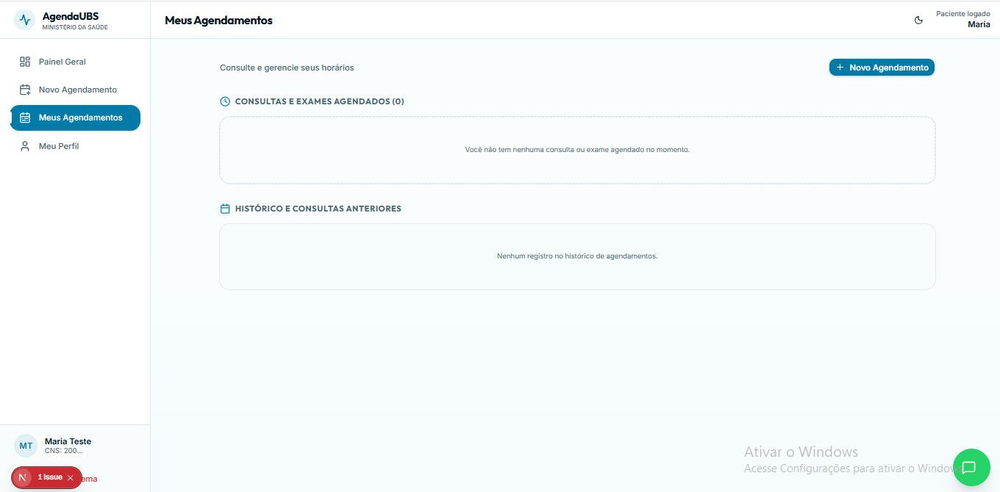 AgendaUBS
MINISTÉRIO DA SAÚDE
Meus Agendamentos
Paciente logado
Maria
Painel Geral
Novo Agendamento
Meus Agendamentos
Meu Perfil
Consulte e gerencie seus horários
+ Novo Agendamento
CONSULTAS E EXAMES AGENDADOS (0)
Você não tem nenhuma consulta ou exame agendado no momento.
HISTÓRICO E CONSULTAS ANTERIORES
Nenhum registro no histórico de agendamentos.
MT
Maria Teste
CNS: 200...
N 1 Issue ×
ema
Ativar o Windows
Acesse Configurações para ativar o Windows